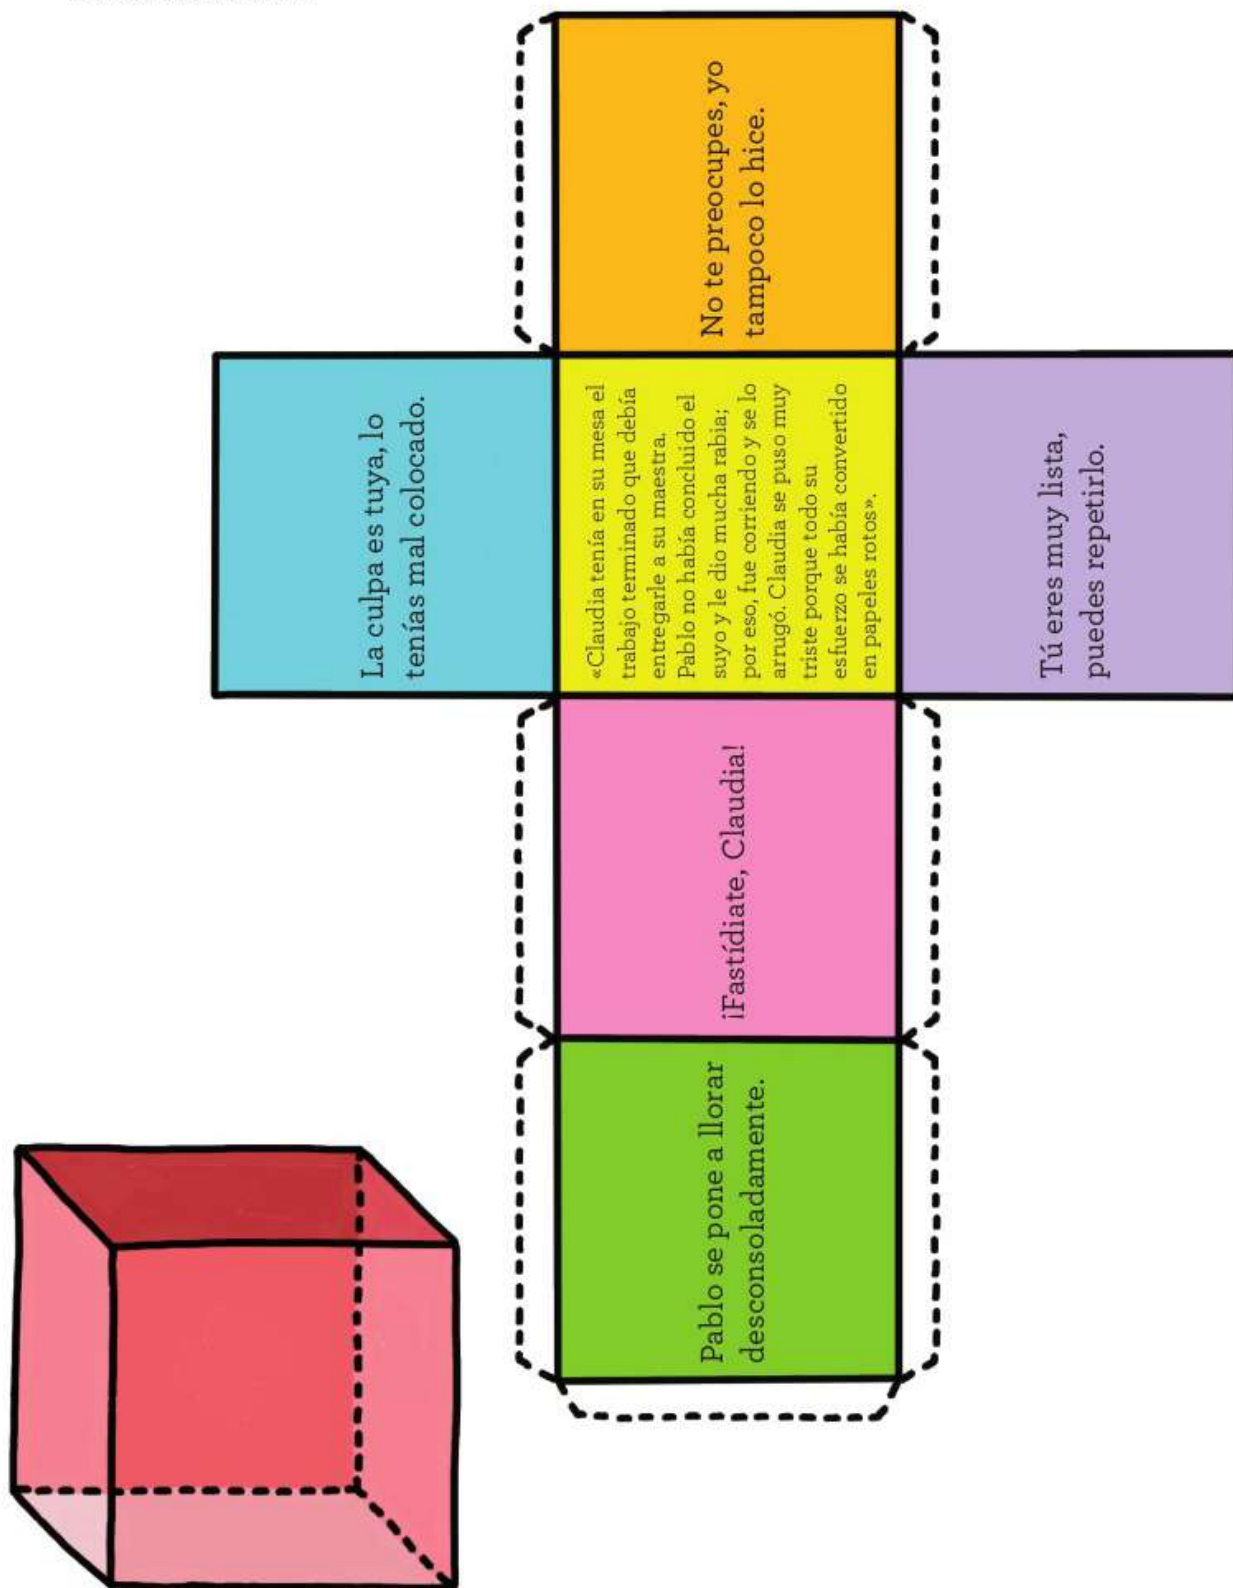 La culpa es tuya, lo
tenías mal colocado.
Pablo se pone a llorar
desconsoladamente.
¡Fastídiate, Claudia!
«Claudia tenía en su mesa el
trabajo terminado que debía
entregarle a su maestra.
Pablo no había concluido el
suyo y le dio mucha rabia;
por eso, fue corriendo y se lo
arrugó. Claudia se puso muy
triste porque todo su
esfuerzo se había convertido
en papeles rotos».
No te preocupes, yo
tampoco lo hice.
Tú eres muy lista,
puedes repetirlo.